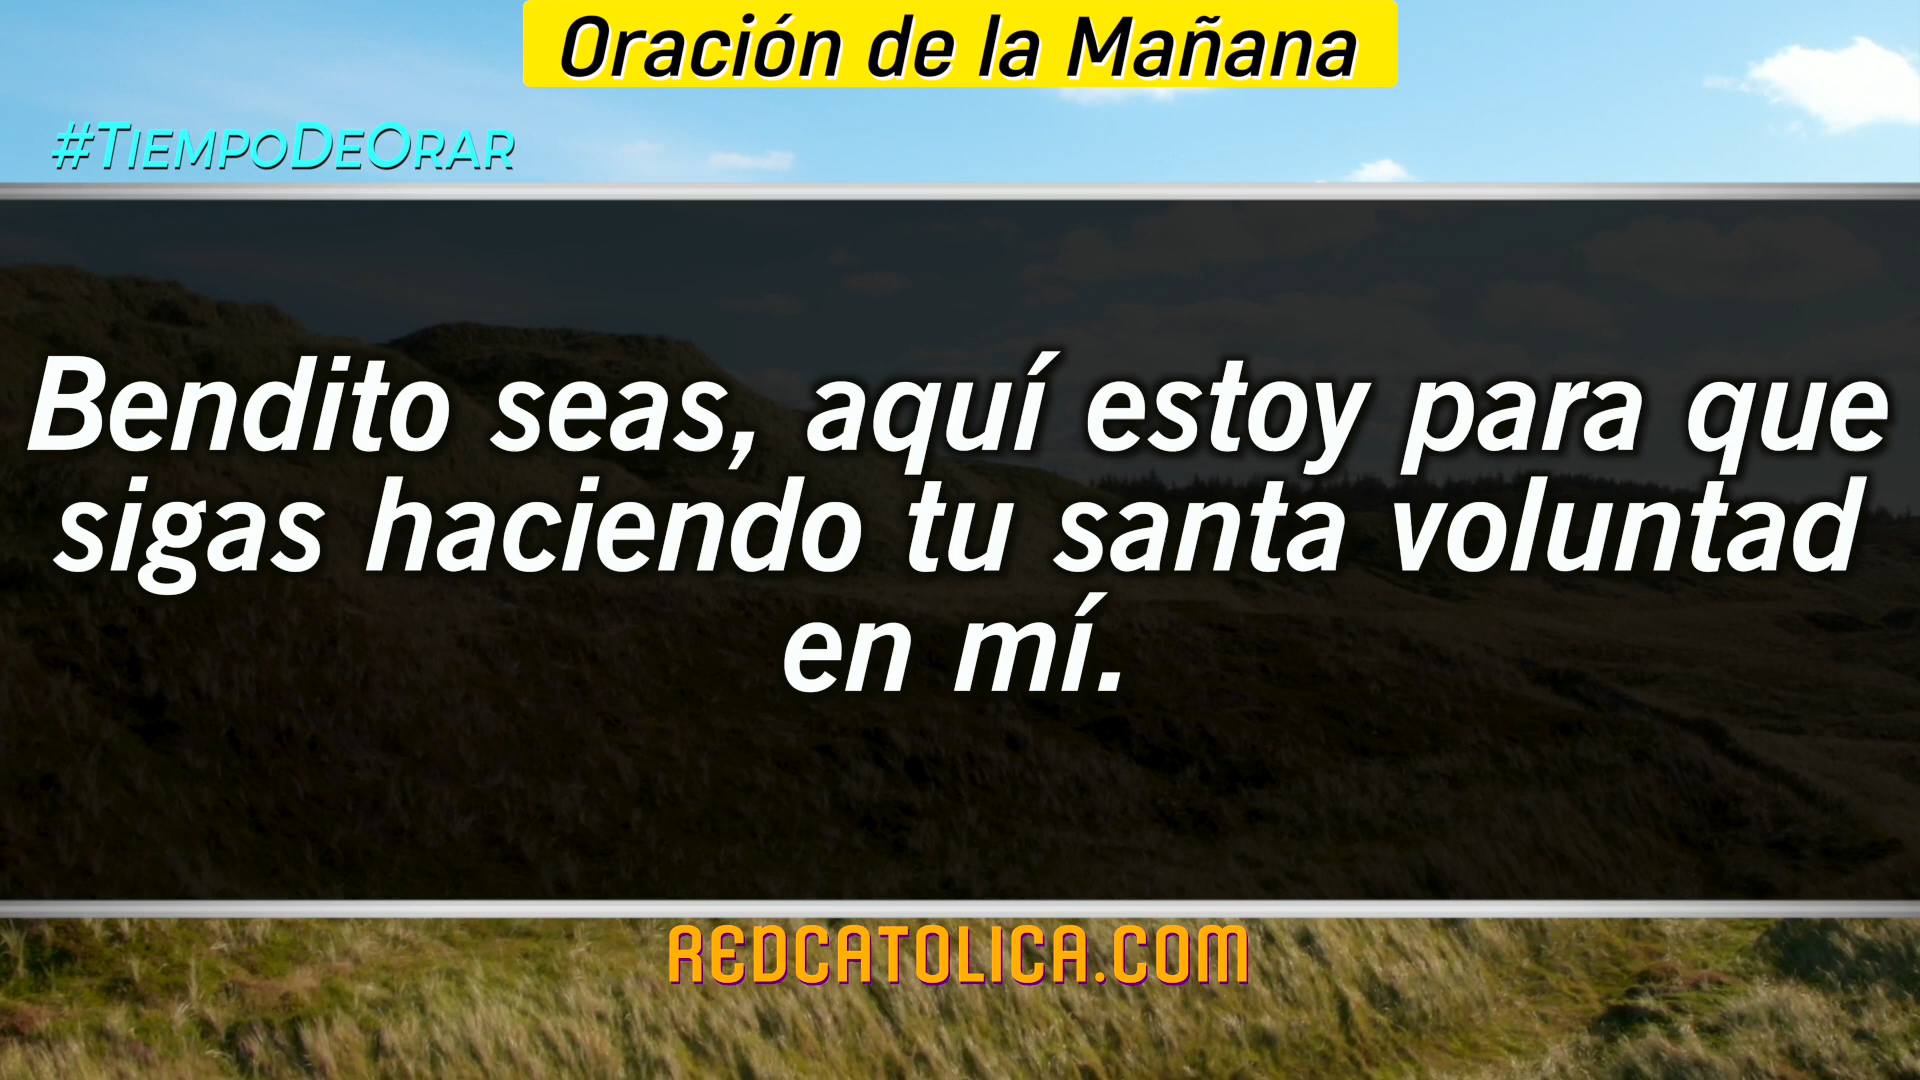 Oración de la Mañana
#TiempoDeOrar
Bendito seas, aquí estoy para que
sigas haciendo tu santa voluntad
en mí.
REDCATOLICA.COM